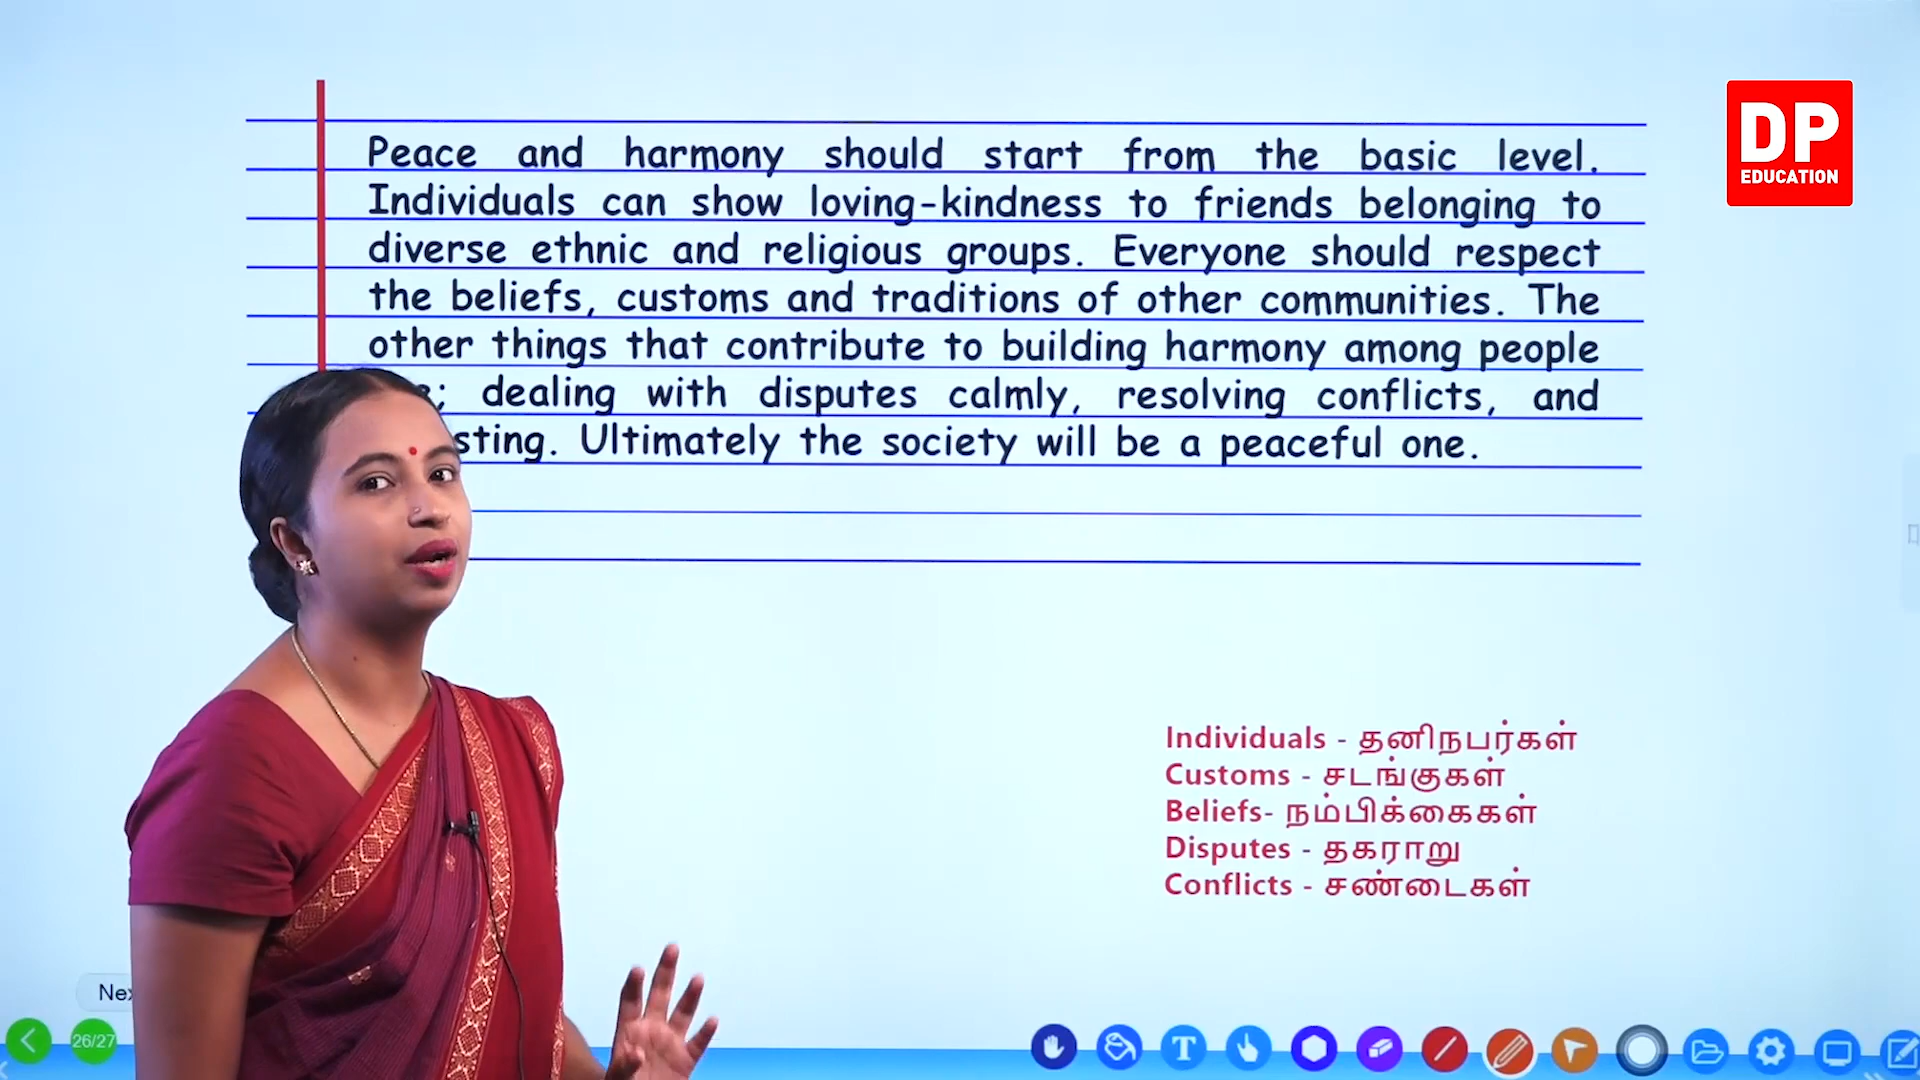 Peace and harmony should start from the basic level.
Individuals can show loving-kindness to friends belonging to
diverse ethnic and religious groups. Everyone should respect
the beliefs, customs and traditions of other communities. The
other things that contribute to building harmony among people
dealing with disputes calmly, resolving conflicts, and
Ultimately the society will be a peaceful one.
DP
EDUCATION
Individuals - தனிநபர்கள்
Customs - சடங்குகள்
Beliefs- நம்பிக்கைகள்
Disputes - தகராறு
Conflicts - சண்டைகள்
26/27
T